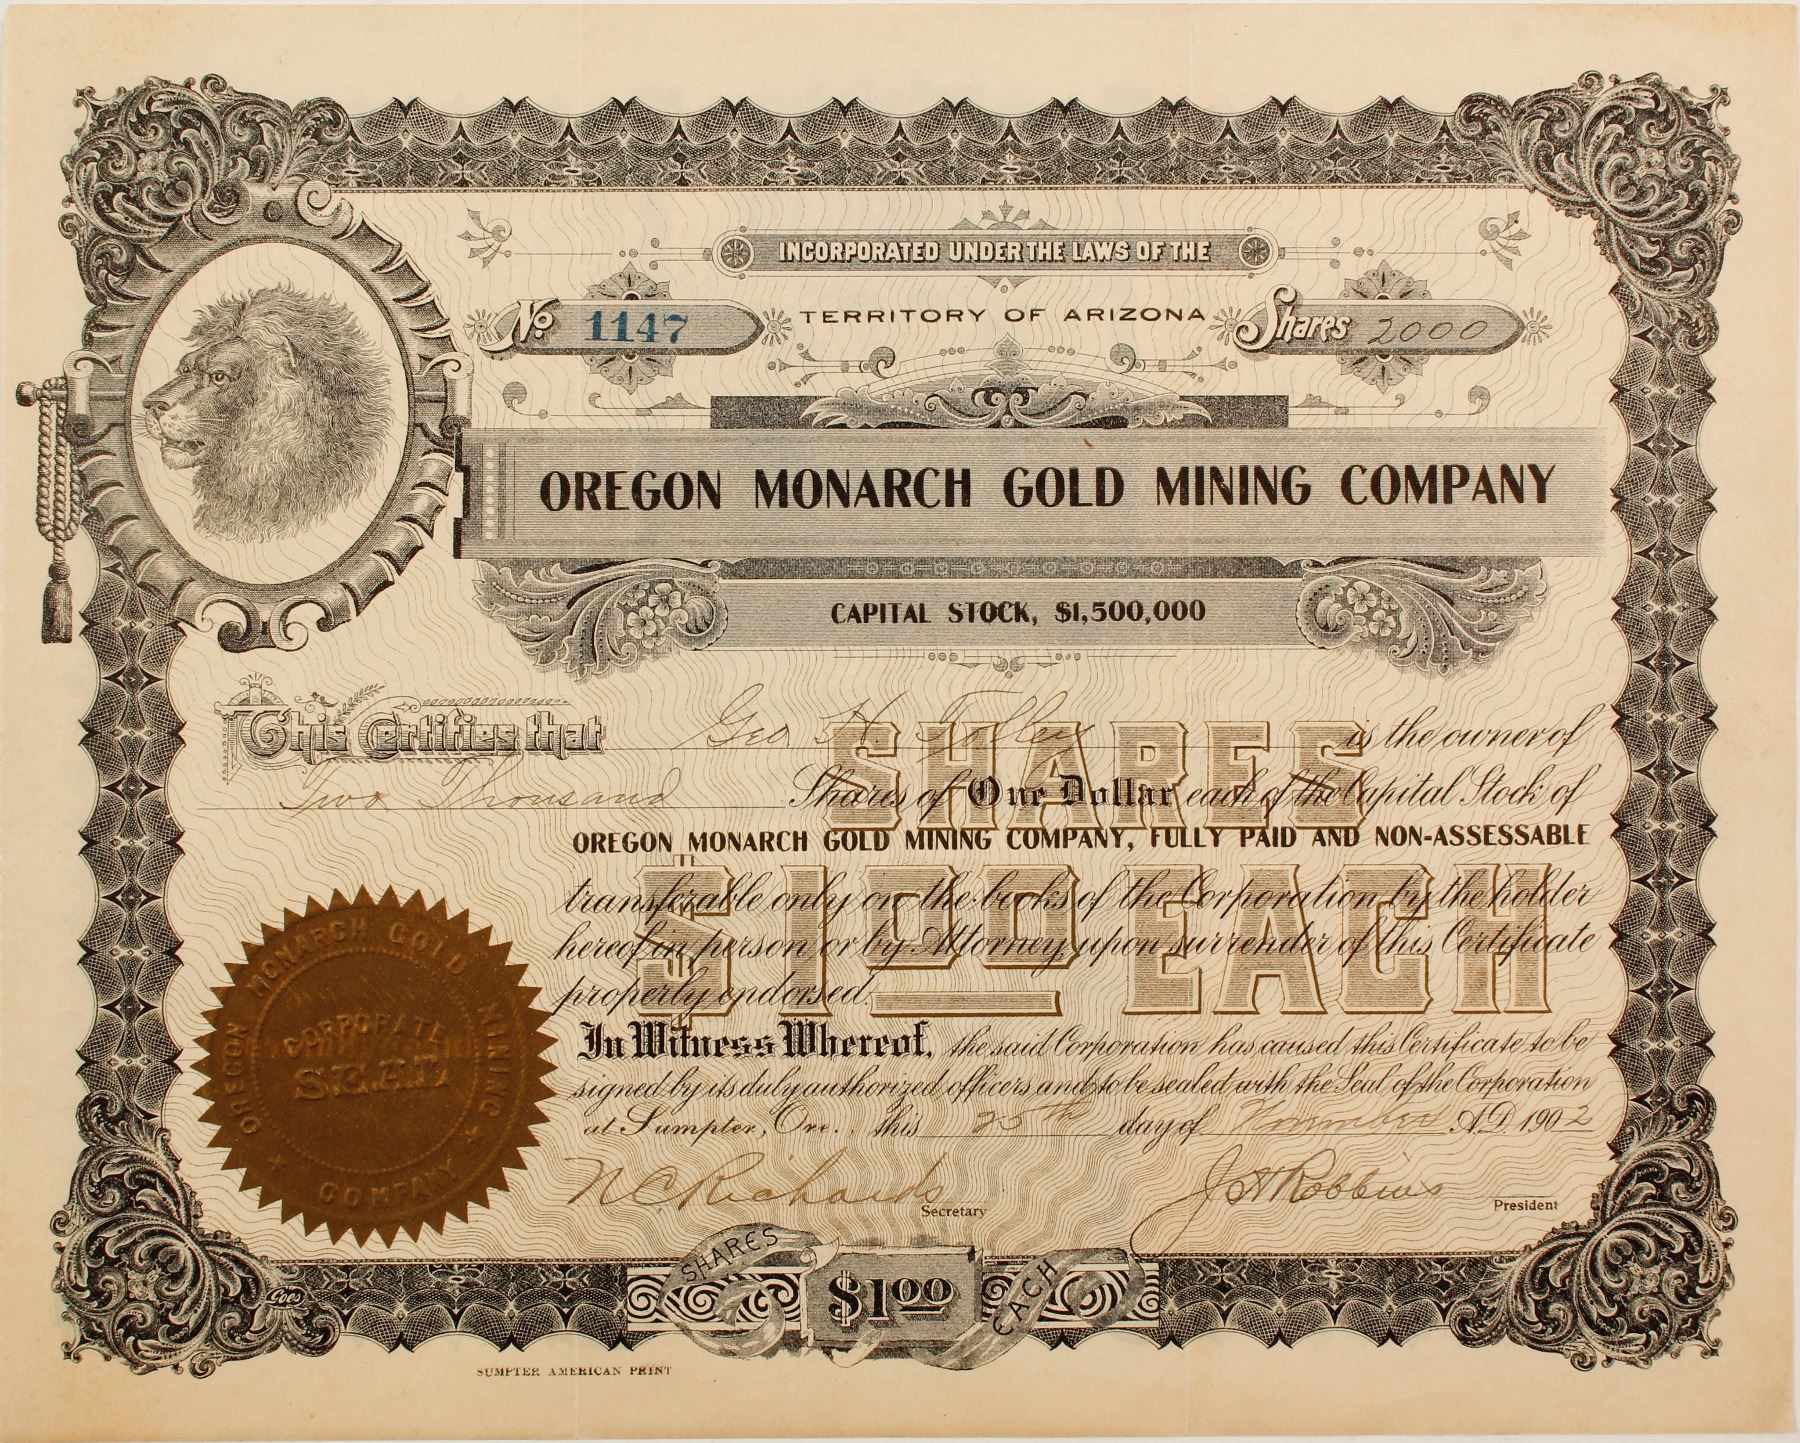 INCORPORATED UNDER THE LAWS OF THE
No 1147 TERRITORY OF ARIZONA Shares 2000
OREGON MONARCH GOLD MINING COMPANY
CAPITAL STOCK, $1,500,000
This Certifies that Geo H. Tolley is the owner of
Two Thousand Shares of One Dollar each of the Capital Stock of
SHARES
OREGON MONARCH GOLD MINING COMPANY, FULLY PAID AND NON-ASSESSABLE
$1 00 EACH
transferable only on the books of the Corporation by the holder
hereof in person or by Attorney upon surrender of this Certificate
properly endorsed.
In Witness Whereof, the said Corporation has caused this Certificate to be
signed by its duly authorized officers and to be sealed with the Seal of the Corporation
at Sumpter, Ore. this 25th day of November A.D. 1902
OREGON MONARCH GOLD MINING COMPANY
CORPORATE
SEAL
N C Richards Secretary
J H Robbins President
SHARES $1 00 EACH
Goes
SUMPTER AMERICAN PRINT